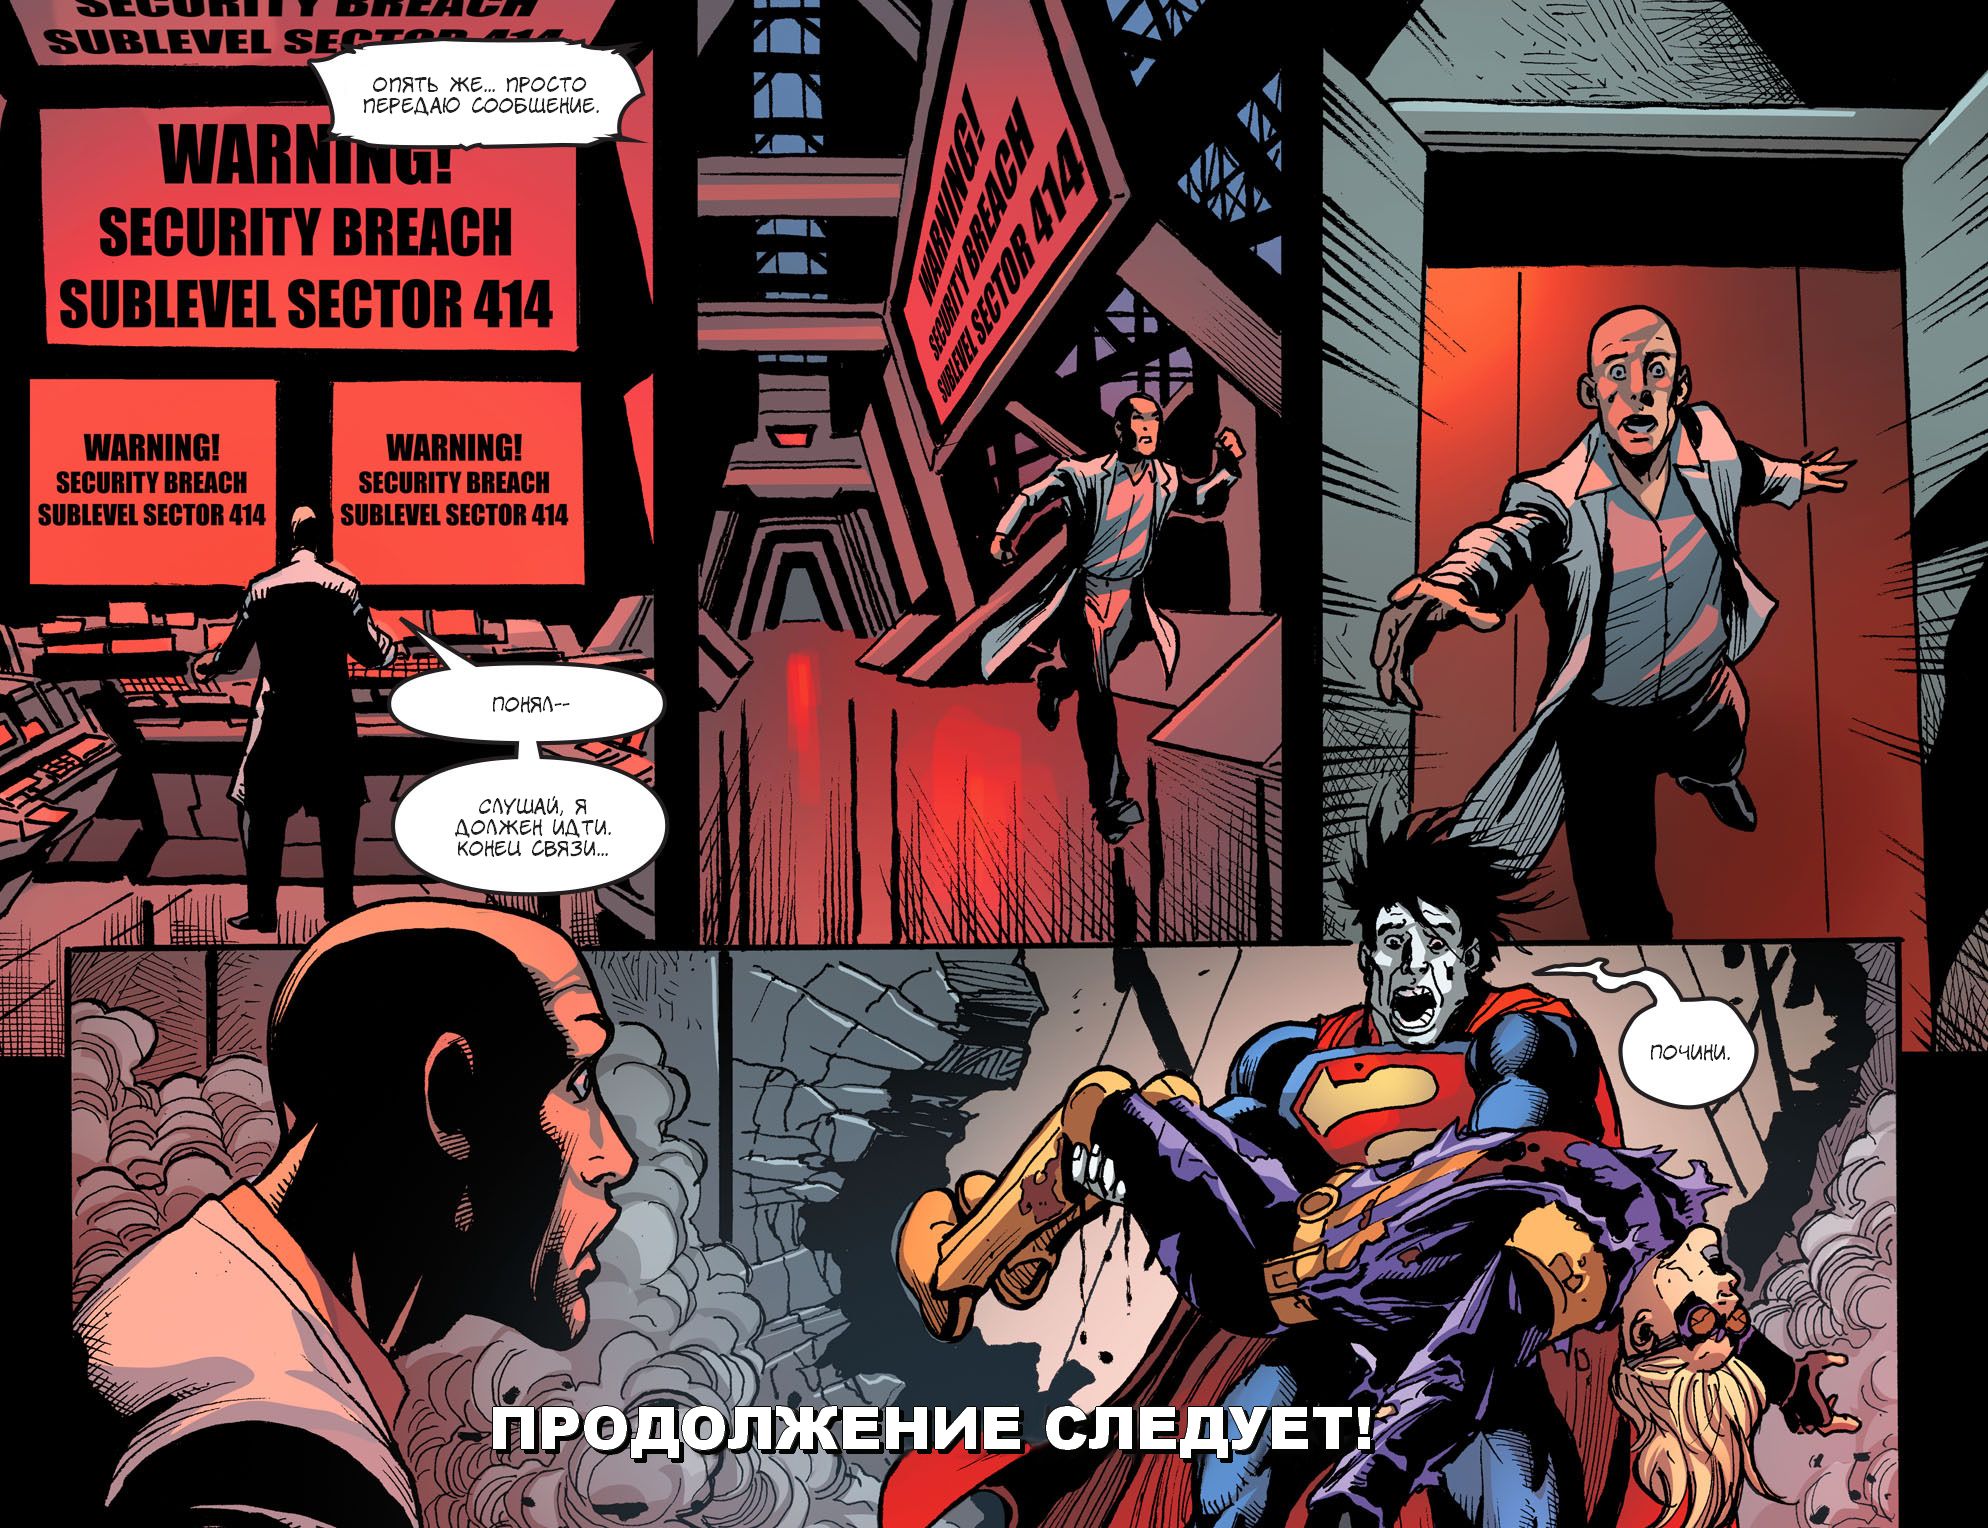 SECURITY BREACH
SUBLEVEL SECTOR 414
ОПЯТЬ ЖЕ... ПРОСТО
ПЕРЕДАЮ СООБЩЕНИЕ.
WARNING!
SECURITY BREACH
SUBLEVEL SECTOR 414
WARNING!
SECURITY BREACH
SUBLEVEL SECTOR 414
WARNING!
SECURITY BREACH
SUBLEVEL SECTOR 414
ПОНЯЛ--
СЛУШАЙ, Я
ДОЛЖЕН ИДТИ.
КОНЕЦ СВЯЗИ...
WARNING!
SECURITY BREACH
SUBLEVEL SECTOR 414
ПОЧИНИ.
ПРОДОЛЖЕНИЕ СЛЕДУЕТ!